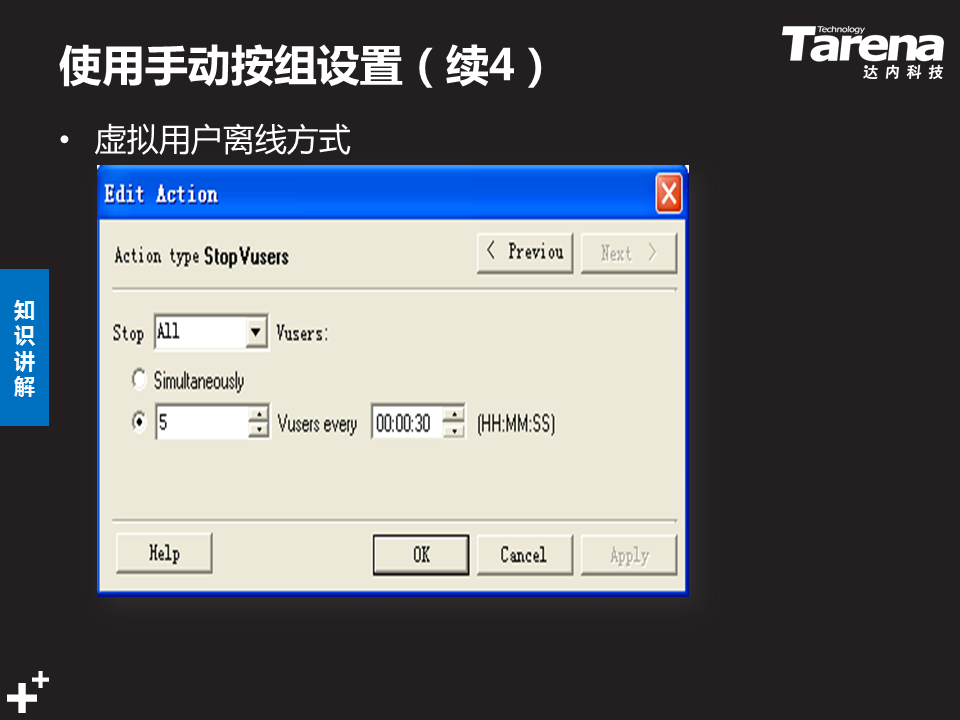 使用手动按组设置（续4）
Technology
Tarena
达内科技
• 虚拟用户离线方式
Edit Action
Action type StopVusers
< Previou
Next >
Stop All Vusers:
Simultaneously
5 Vusers every 00:00:30 (HH:MM:SS)
Help
OK
Cancel
Apply
知识讲解